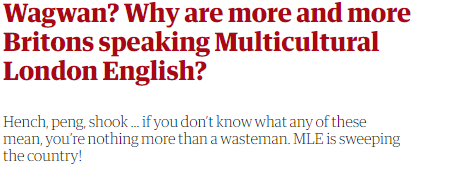 Wagwan? Why are more and more
Britons speaking Multicultural
London English?
Hench, peng, shook ... if you don't know what any of these
mean, you're nothing more than a wasteman. MLE is sweeping
the country!